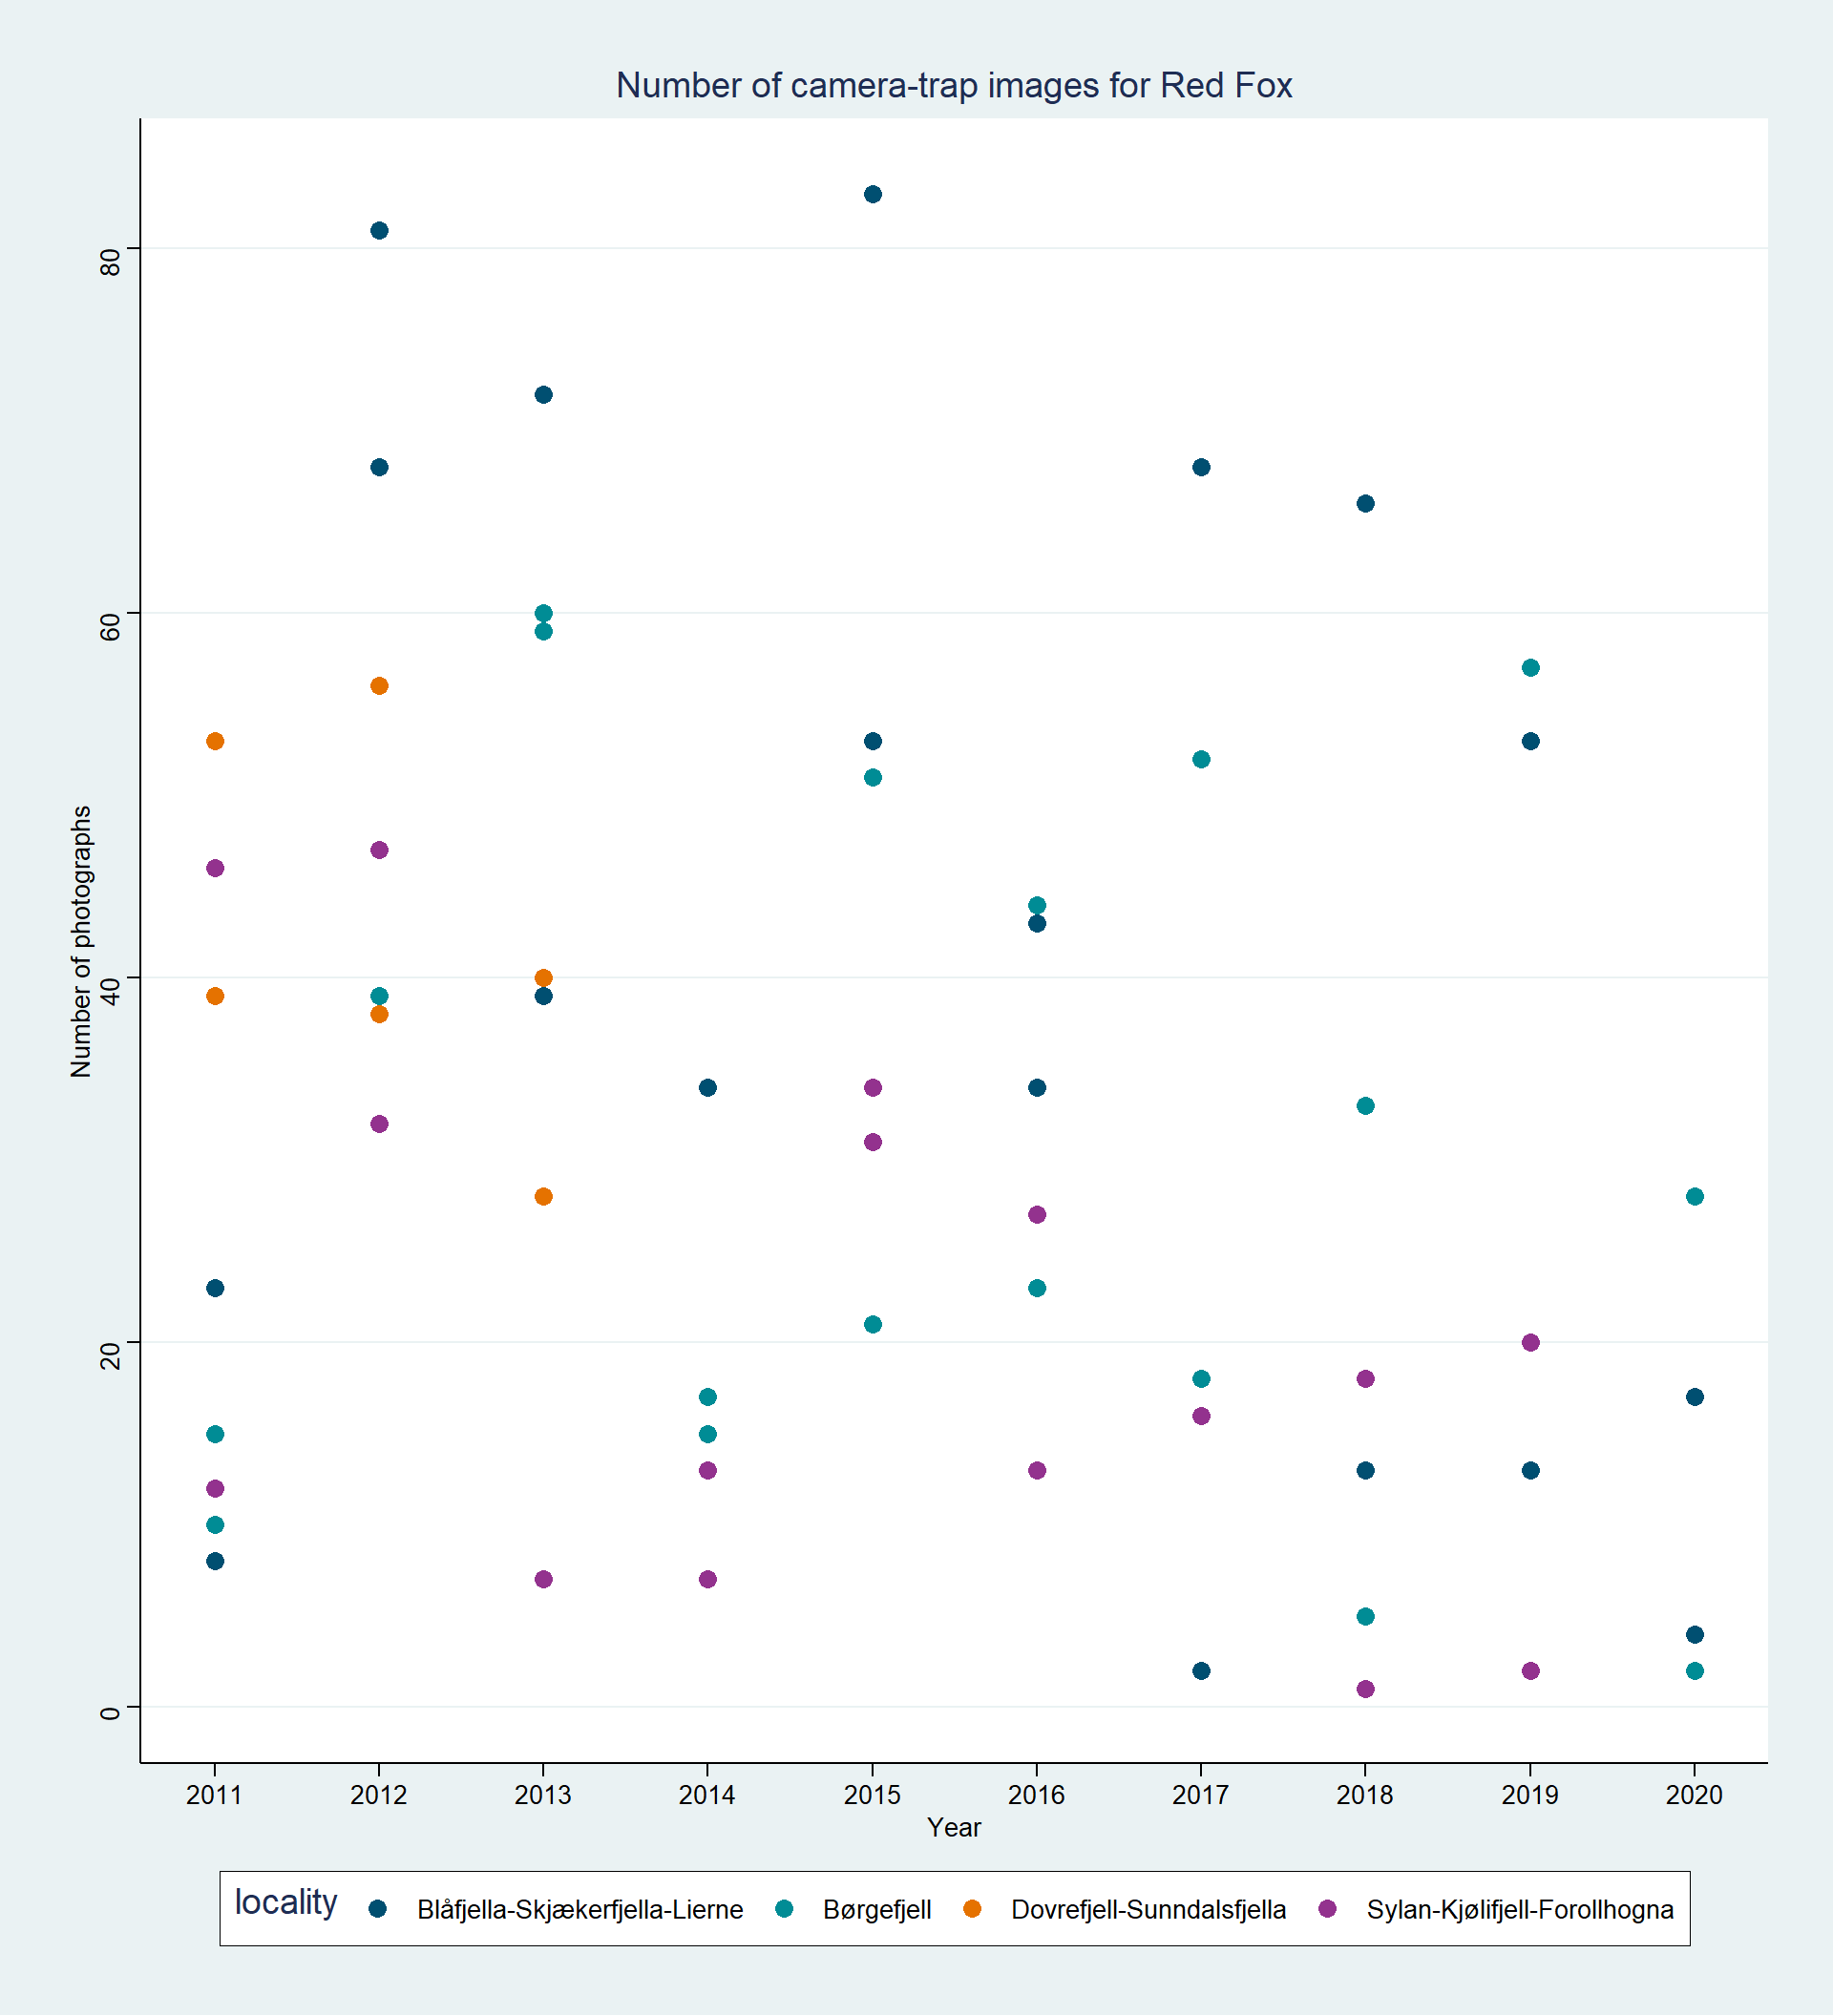 Number of camera-trap images for Red Fox
Number of photographs
80
60
40
20
0
2011 2012 2013 2014 2015 2016 2017 2018 2019 2020
Year
locality Blåfjella-Skjækerfjella-Lierne Børgefjell Dovrefjell-Sunndalsfjella Sylan-Kjølifjell-Forollhogna